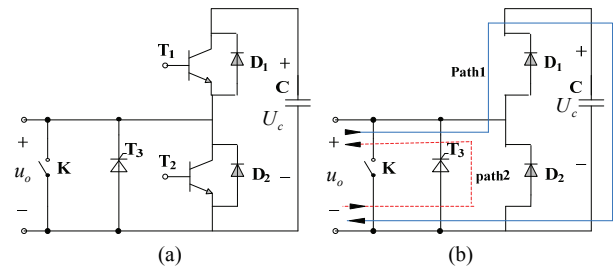 T1
D1
+
C
Uc
+
T3
T2
D2
−
uo
K
−
(a)
Path1
D1
+
C
Uc
+
T3
−
uo
K
path2
D2
−
(b)